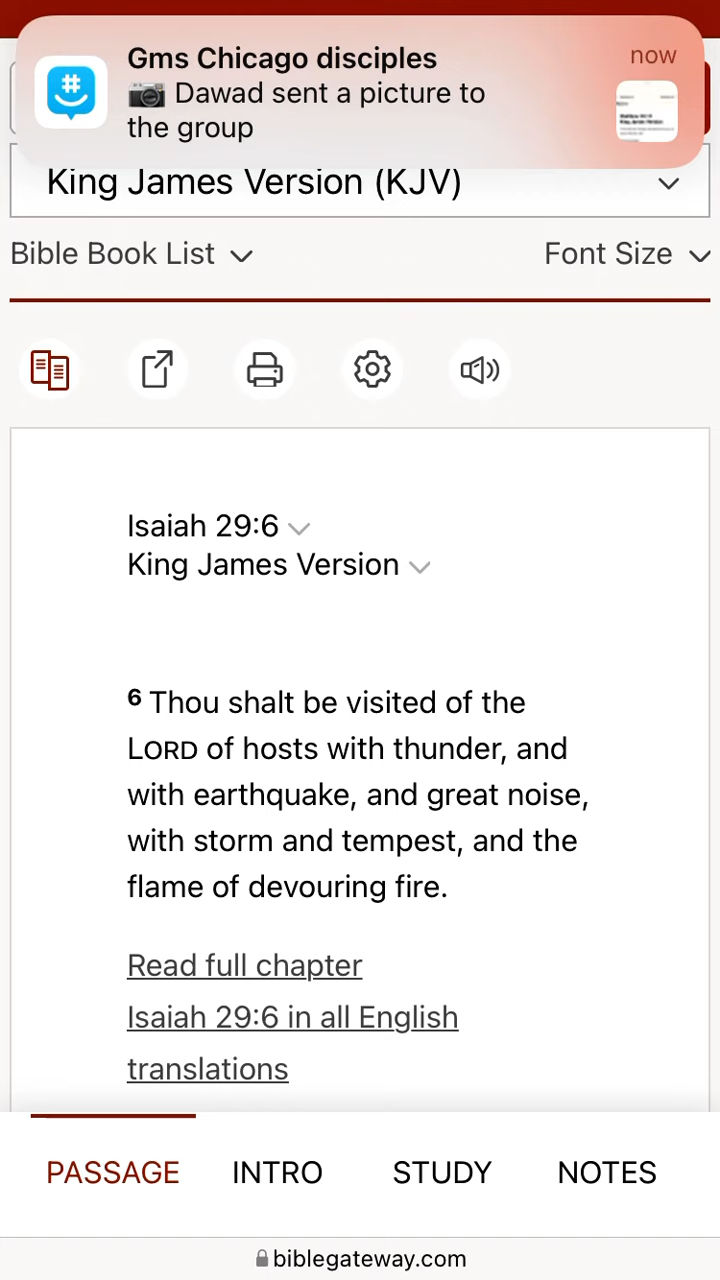 Gms Chicago disciples
now
📷 Dawad sent a picture to
the group
King James Version (KJV)
Bible Book List
Font Size
Isaiah 29:6
King James Version
6 Thou shalt be visited of the
LORD of hosts with thunder, and
with earthquake, and great noise,
with storm and tempest, and the
flame of devouring fire.
Read full chapter
Isaiah 29:6 in all English
translations
PASSAGE
INTRO
STUDY
NOTES
biblegateway.com